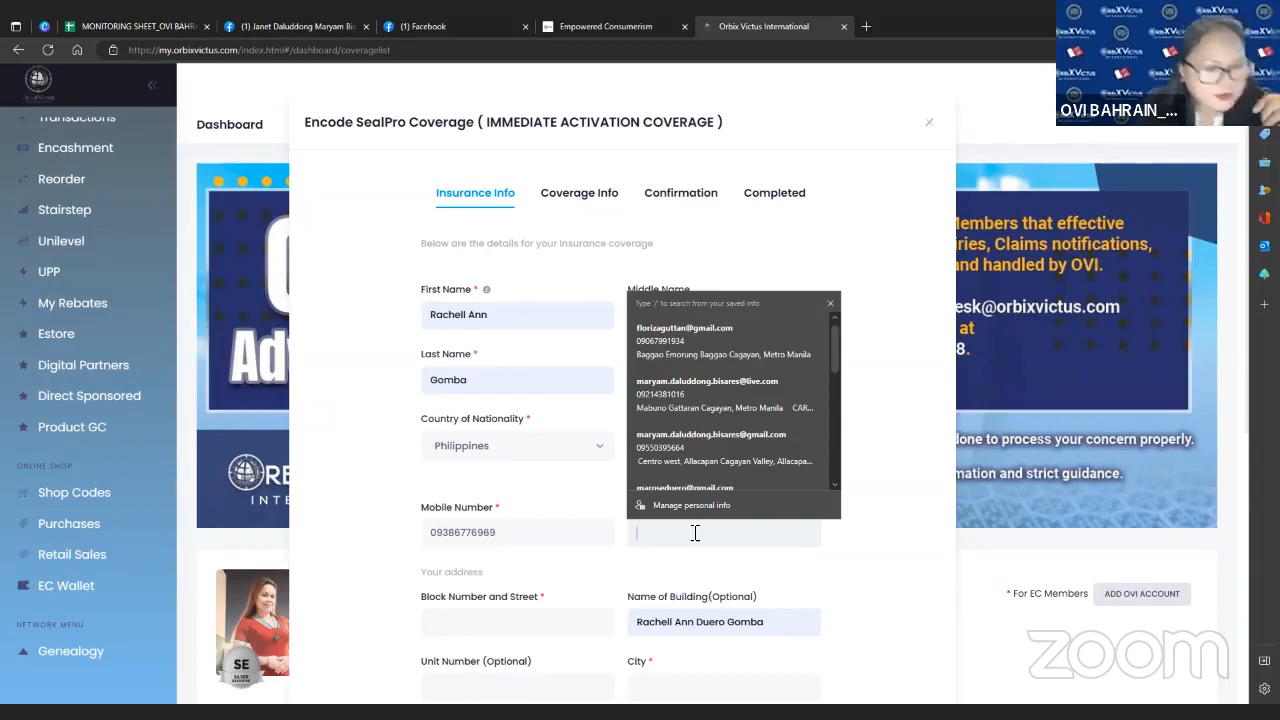 MONITORING SHEET_OVI BAHRA
(1) Janet Daluddong Maryam Bi
(1) Facebook
Empowered Consumerism
Orbix Victus International
https://my.orbixvictus.com/index.html#/dashboard/coveragelist
OVI BAHRAIN_...
Transactions
Encashment
Reorder
Stairstep
Unilevel
UPP
My Rebates
Estore
Digital Parters
Direct Sponsored
Product GC
ONLINE SHOP
Shop Codes
Purchases
Retail Sales
EC Wallet
NETWORK MENU
Genealogy
Dashboard
Encode SealPro Coverage ( IMMEDIATE ACTIVATION COVERAGE )
Insurance Info
Coverage Info
Confirmation
Completed
Below are the details for your Insurance coverage
First Name *
Middle Name
Rachell Ann
Last Name *
Gomba
Country of Nationality *
Philippines
Mobile Number *
09386776969
Type '/' to search from your saved info
florizaguttan@gmail.com
09067991934
Baggao Emorung Baggao Cagayan, Metro Manila
maryam.daluddong.bisares@live.com
09214381016
Mabuno Gattaran Cagayan, Metro Manila CAR...
maryam.daluddong.bisares@gmail.com
09550395664
Centro west, Allacapan Cagayan Valley, Allacapa...
maroseduero@gmail.com
Manage personal info
Your address
Block Number and Street *
Name of Building(Optional)
Rachell Ann Duero Gomba
Unit Number (Optional)
City *
Members that effective
ries, Claims notifications,
and handled by OVI.
esk@orbixvictus.com
at
8.
done to process your concern properly.
mation and strict guidance.
* For EC Members
ADD OVI ACCOUNT
SE
zoom